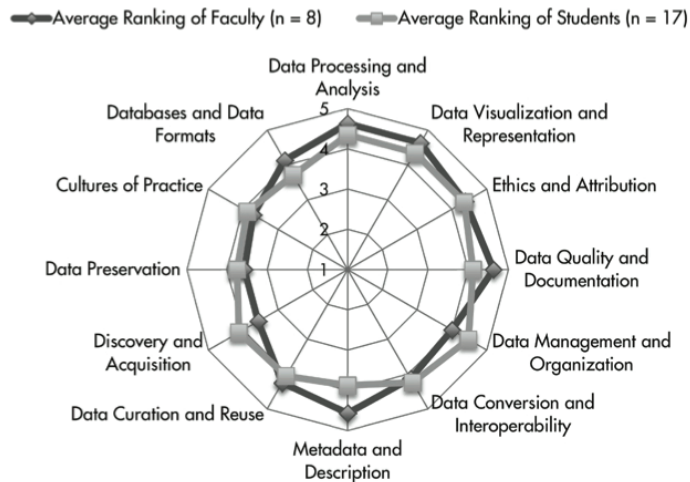 Average Ranking of Faculty (n = 8) Average Ranking of Students (n = 17)
Data Processing and
Analysis
Data Visualization and
Representation
Ethics and Attribution
Data Quality and
Documentation
Data Management and
Organization
Data Conversion and
Interoperability
Metadata and
Description
Data Curation and Reuse
Discovery and
Acquisition
Data Preservation
Cultures of Practice
Databases and Data
Formats
5
4
3
2
1